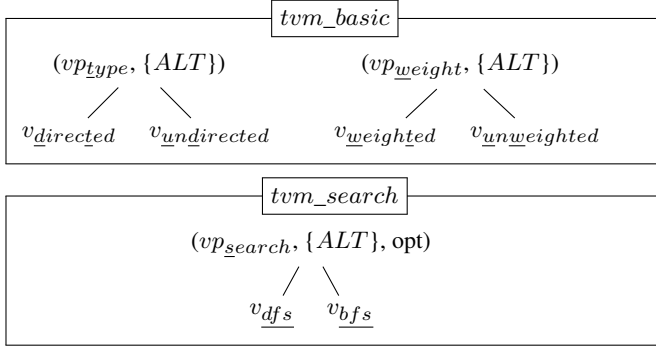 tvm_basic
(vp_type, {ALT}) (vp_weight, {ALT})
v_directed v_undirected v_weighted v_unweighted
tvm_search
(vp_search, {ALT}, opt)
v_dfs v_bfs